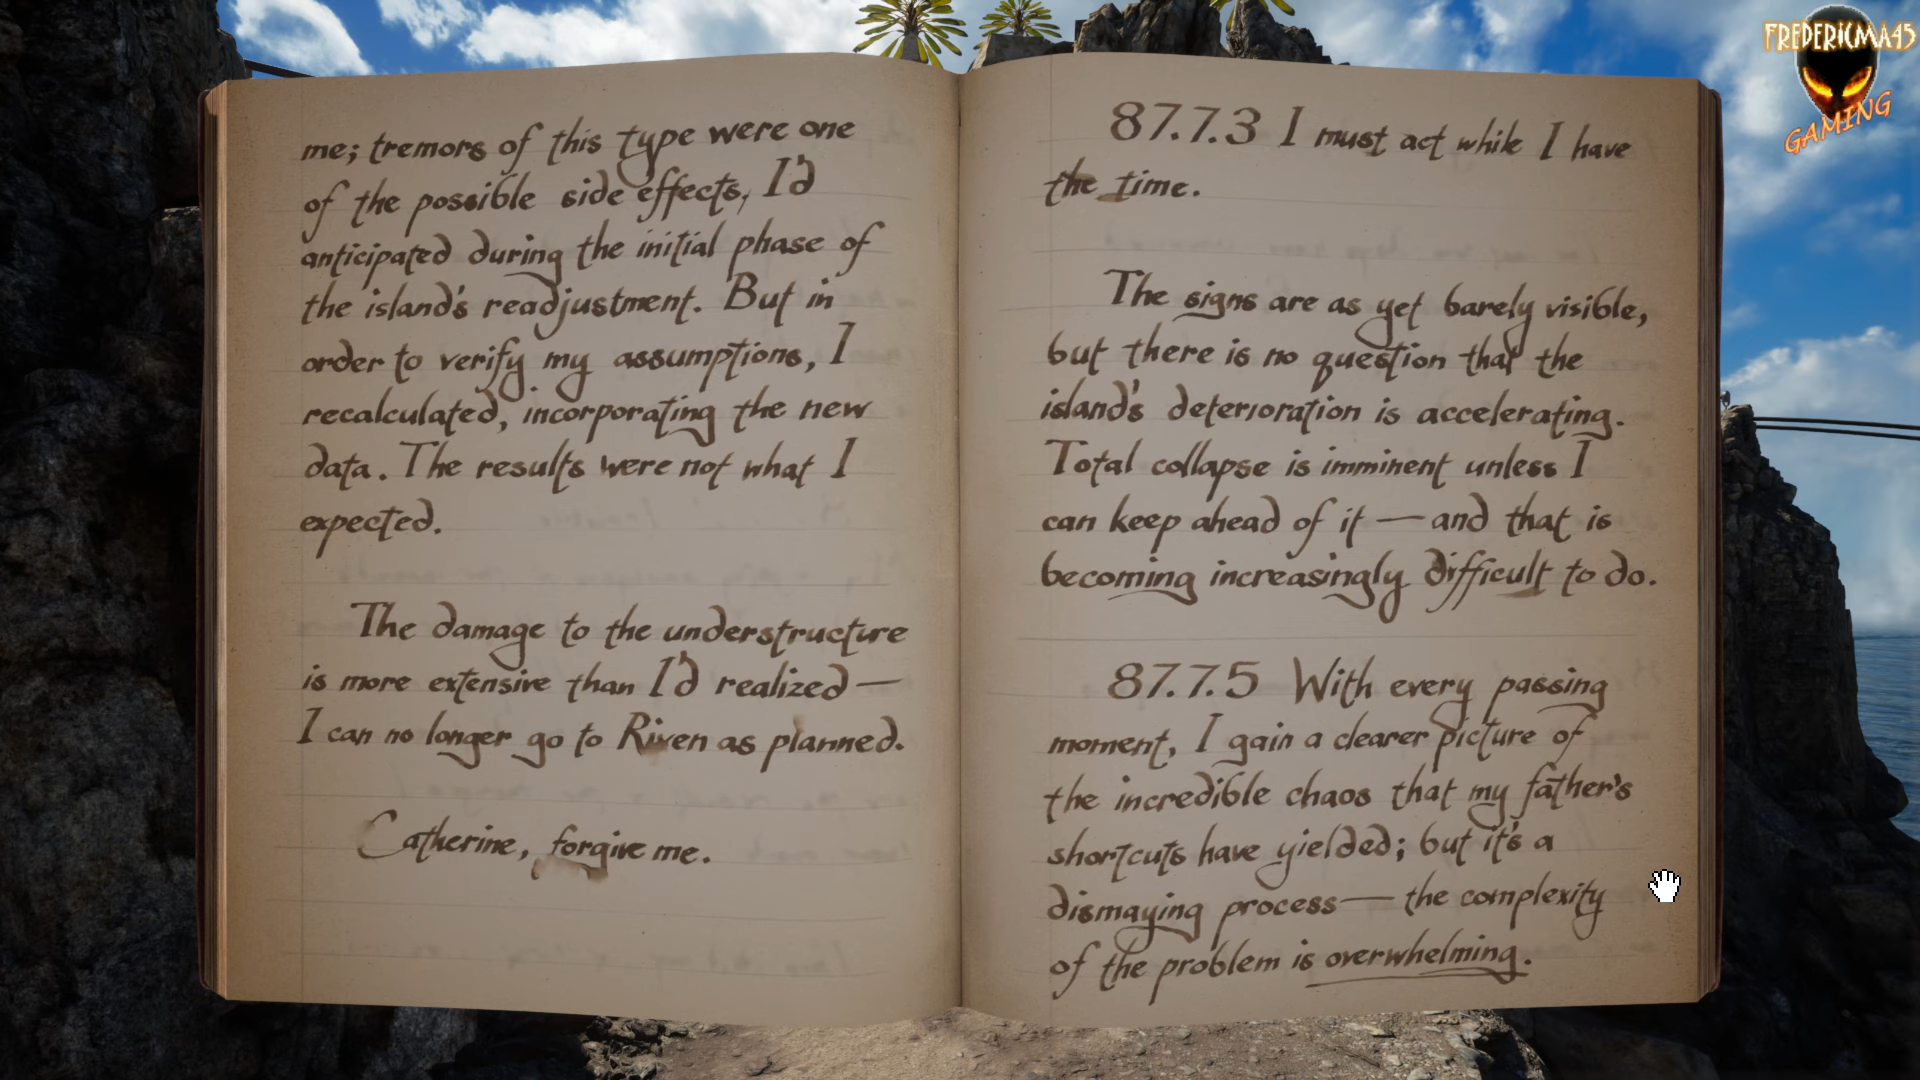 me; tremors of this type were one
of the possible side effects, I'd
anticipated during the initial phase of
the island's readjustment. But in
order to verify my assumptions, I
recalculated, incorporating the new
data. The results were not what I
expected.
The damage to the understructure
is more extensive than I'd realized—
I can no longer go to Riven as planned.
Catherine, forgive me.
87.7.3 I must act while I have
the time.
The signs are as yet barely visible,
but there is no question that the
island's deterioration is accelerating.
Total collapse is imminent unless I
can keep ahead of it — and that is
becoming increasingly difficult to do.
87.7.5 With every passing
moment, I gain a clearer picture of
the incredible chaos that my father's
shortcuts have yielded; but it's a
dismaying process — the complexity
of the problem is overwhelming.
FREDERICMA45
GAMING